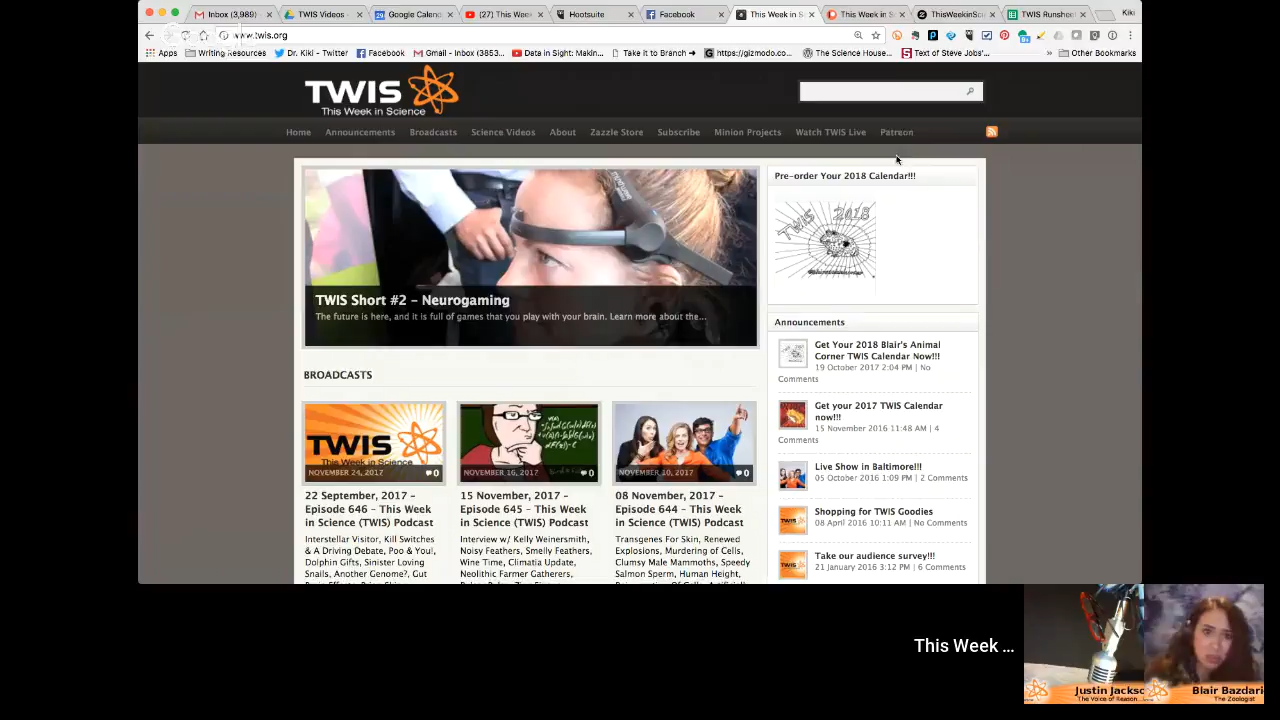 Inbox (3,989)
TWIS Videos -
Google Calend
(27) This Wee
Hootsuite
Facebook
This Week in S
This Week in S
ThisWeekinSci
TWIS Runshee
Kiki
www.twis.org
Apps
Writing Resources
Dr. Kiki - Twitter
Facebook
Gmail - Inbox (3853...
Data in Sight: Makin...
Take it to Branch →
https://gizmodo.co...
The Science House...
Text of Steve Jobs'...
»
Other Bookmarks
TWIS
This Week in Science
Home
Announcements
Broadcasts
Science Videos
About
Zazzle Store
Subscribe
Minion Projects
Watch TWIS Live
Patreon
TWIS Short #2 – Neurogaming
The future is here, and it is full of games that you play with your brain. Learn more about the...
BROADCASTS
TWIS
This Week in Science
NOVEMBER 24, 2017
0
22 September, 2017 –
Episode 646 – This Week
in Science (TWIS) Podcast
Interstellar Visitor, Kill Switches
& A Driving Debate, Poo & You!,
Dolphin Gifts, Sinister Loving
Snails, Another Genome?, Gut
NOVEMBER 16, 2017
0
15 November, 2017 –
Episode 645 – This Week
in Science (TWIS) Podcast
Interview w/ Kelly Weinersmith,
Noisy Feathers, Smelly Feathers,
Wine Time, Climatia Update,
Neolithic Farmer Gatherers,
NOVEMBER 10, 2017
0
08 November, 2017 –
Episode 644 – This Week
in Science (TWIS) Podcast
Transgenes For Skin, Renewed
Explosions, Murdering of Cells,
Clumsy Male Mammoths, Speedy
Salmon Sperm, Human Height,
Pre-order Your 2018 Calendar!!!
TWIS 2018
Announcements
Get Your 2018 Blair's Animal
Corner TWIS Calendar Now!!!
19 October 2017 2:04 PM | No
Comments
Get your 2017 TWIS Calendar
now!!!
15 November 2016 11:48 AM | 4
Comments
Live Show in Baltimore!!!
05 October 2016 1:09 PM | 2 Comments
Shopping for TWIS Goodies
08 April 2016 10:11 AM | No Comments
Take our audience survey!!!
21 January 2016 3:12 PM | 6 Comments
This Week ...
Justin Jackso
The Voice of Reason
Blair Bazdari
The Zoologist